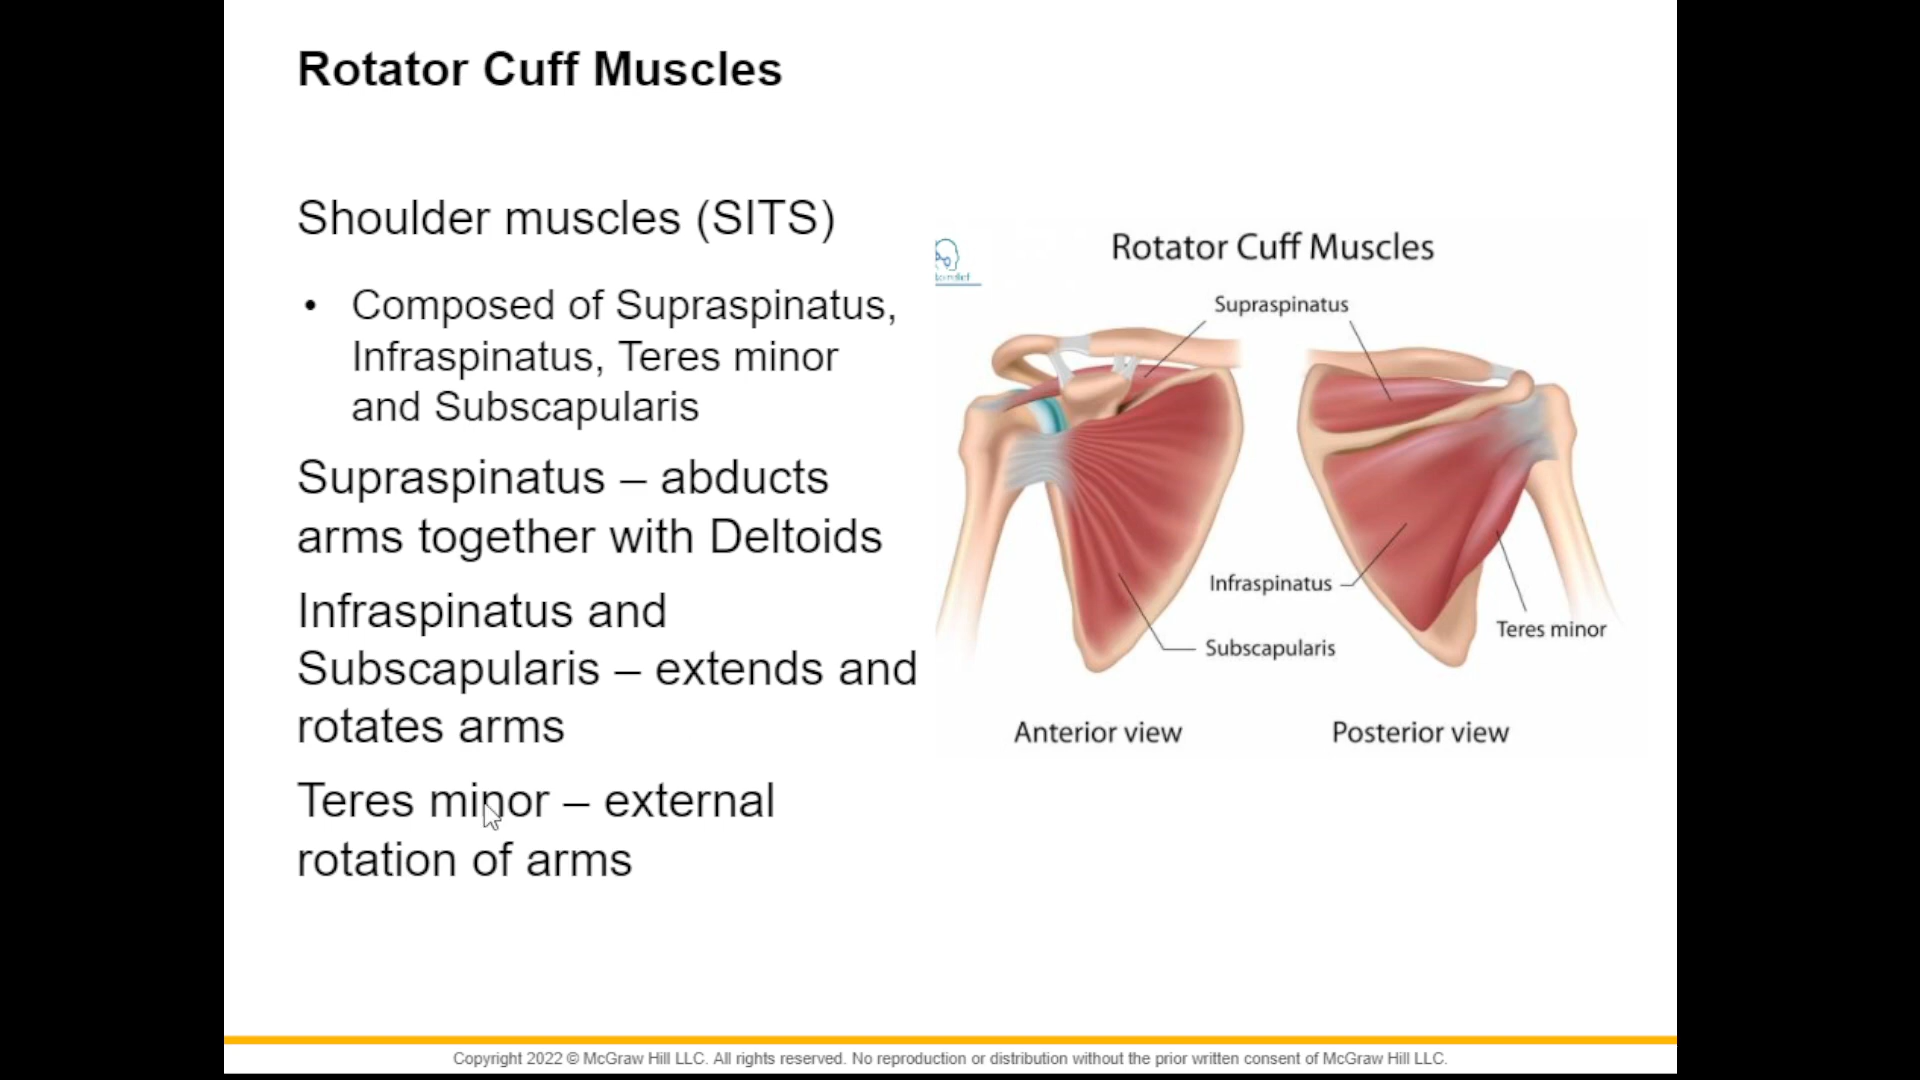 Rotator Cuff Muscles
Shoulder muscles (SITS)
• Composed of Supraspinatus,
Infraspinatus, Teres minor
and Subscapularis
Supraspinatus – abducts
arms together with Deltoids
Infraspinatus and
Subscapularis – extends and
rotates arms
Teres minor – external
rotation of arms
Rotator Cuff Muscles
Supraspinatus
Infraspinatus
Teres minor
Subscapularis
Anterior view
Posterior view
Copyright 2022 © McGraw Hill LLC. All rights reserved. No reproduction or distribution without the prior written consent of McGraw Hill LLC.